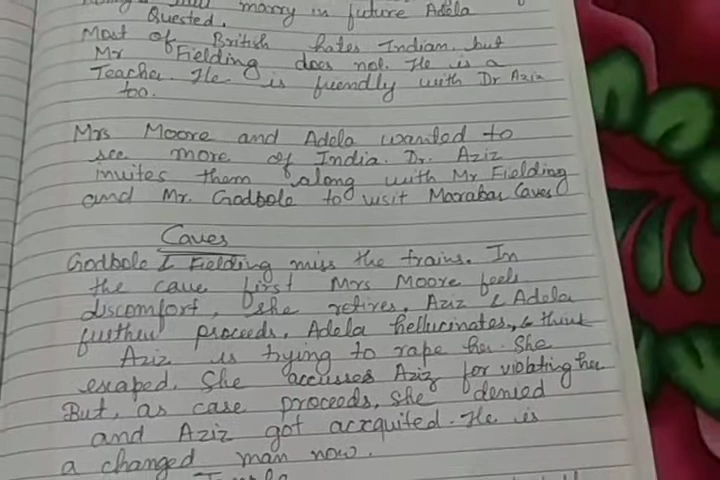 marry in future Adela
Quested.
Most of British hates Indian, but
Mr Fielding does not. He is a
Teacher. He is friendly with Dr Aziz
too.
Mrs Moore and Adela wanted to
see more of India. Dr. Aziz
invites them along with Mr Fielding
and Mr. Godbole to visit Marabar Caves
Caves
Godbole & Fielding miss the trains. In
the cave first Mrs Moore feels
discomfort, she retires, Aziz & Adela
further proceeds, Adela hellucinates, & think
Aziz is trying to rape her. She
escaped. She accusses Aziz for violating her
But, as case proceeds, she denied
and Aziz got acxquited. He is
a changed man now.